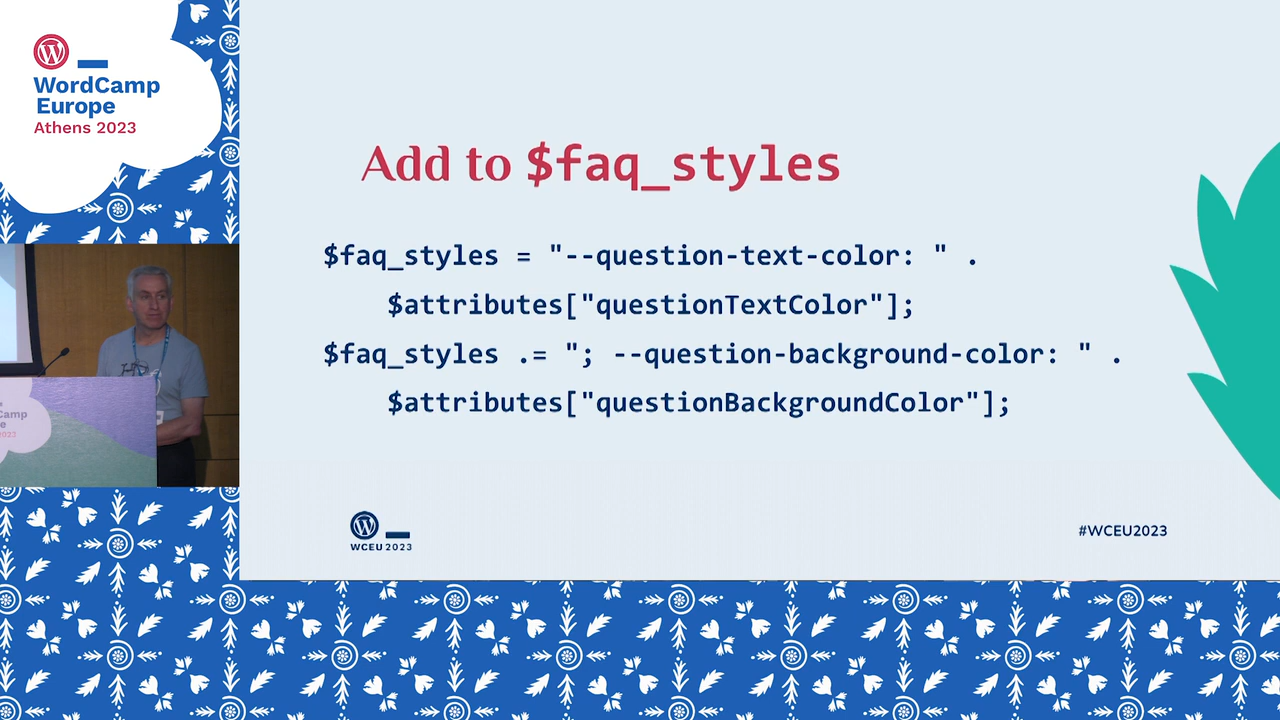 WordCamp
Europe
Athens 2023
Add to $faq_styles
$faq_styles = "--question-text-color: " .
$attributes["questionTextColor"];
$faq_styles .= "; --question-background-color: " .
$attributes["questionBackgroundColor"];
WCEU 2023
#WCEU2023